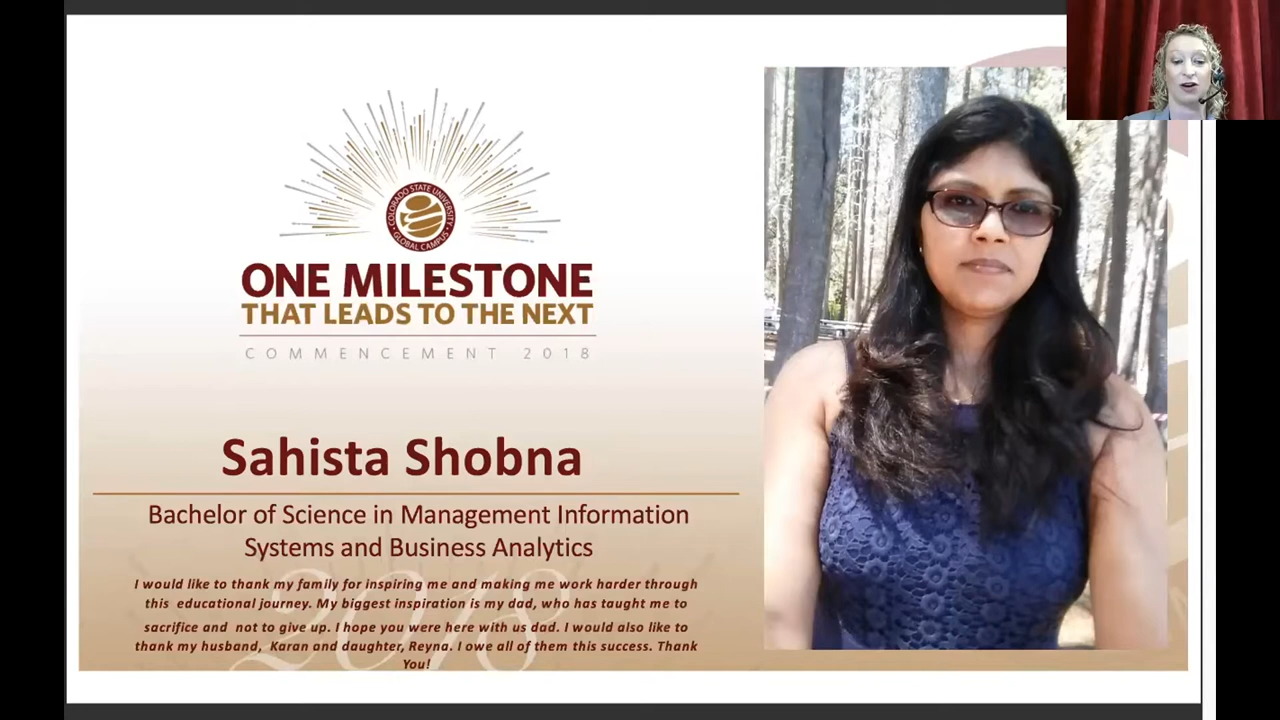 COLORADO STATE UNIVERSITY
GLOBAL CAMPUS
ONE MILESTONE
THAT LEADS TO THE NEXT
COMMENCEMENT 2018
Sahista Shobna
Bachelor of Science in Management Information
Systems and Business Analytics
I would like to thank my family for inspiring me and making me work harder through
this educational journey. My biggest inspiration is my dad, who has taught me to
sacrifice and not to give up. I hope you were here with us dad. I would also like to
thank my husband, Karan and daughter, Reyna. I owe all of them this success. Thank
You!
2018